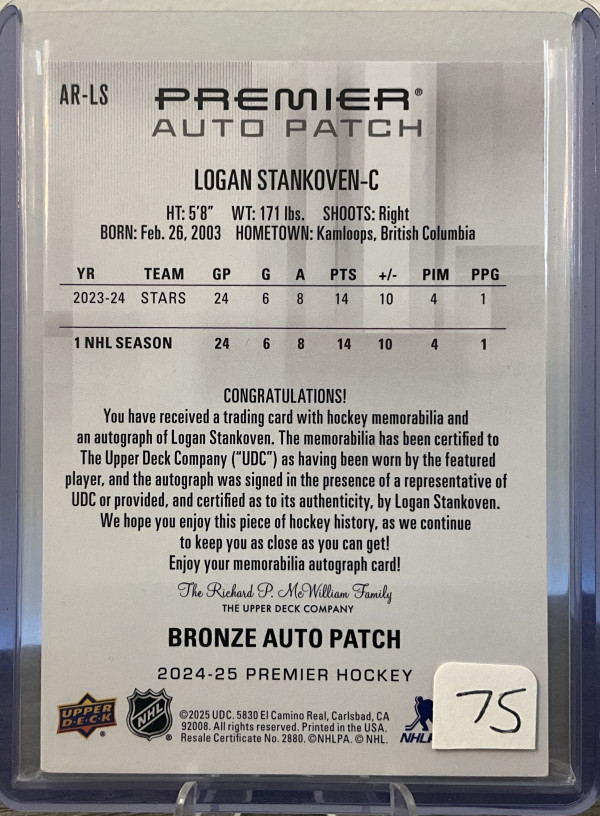 AR-LS
PREMIER®
AUTO PATCH
LOGAN STANKOVEN-C
HT: 5'8" WT: 171 lbs. SHOOTS: Right
BORN: Feb. 26, 2003 HOMETOWN: Kamloops, British Columbia
YR TEAM GP G A PTS +/- PIM PPG
2023-24 STARS 24 6 8 14 10 4 1
1 NHL SEASON 24 6 8 14 10 4 1
CONGRATULATIONS!
You have received a trading card with hockey memorabilia and
an autograph of Logan Stankoven. The memorabilia has been certified to
The Upper Deck Company ("UDC") as having been worn by the featured
player, and the autograph was signed in the presence of a representative of
UDC or provided, and certified as to its authenticity, by Logan Stankoven.
We hope you enjoy this piece of hockey history, as we continue
to keep you as close as you can get!
Enjoy your memorabilia autograph card!
The Richard P. McWilliam Family
THE UPPER DECK COMPANY
BRONZE AUTO PATCH
2024-25 PREMIER HOCKEY
UPPER
DECK®
NHL®
©2025 UDC. 5830 El Camino Real, Carlsbad, CA
92008. All rights reserved. Printed in the USA.
Resale Certificate No. 2880. ©NHLPA. © NHL.
75